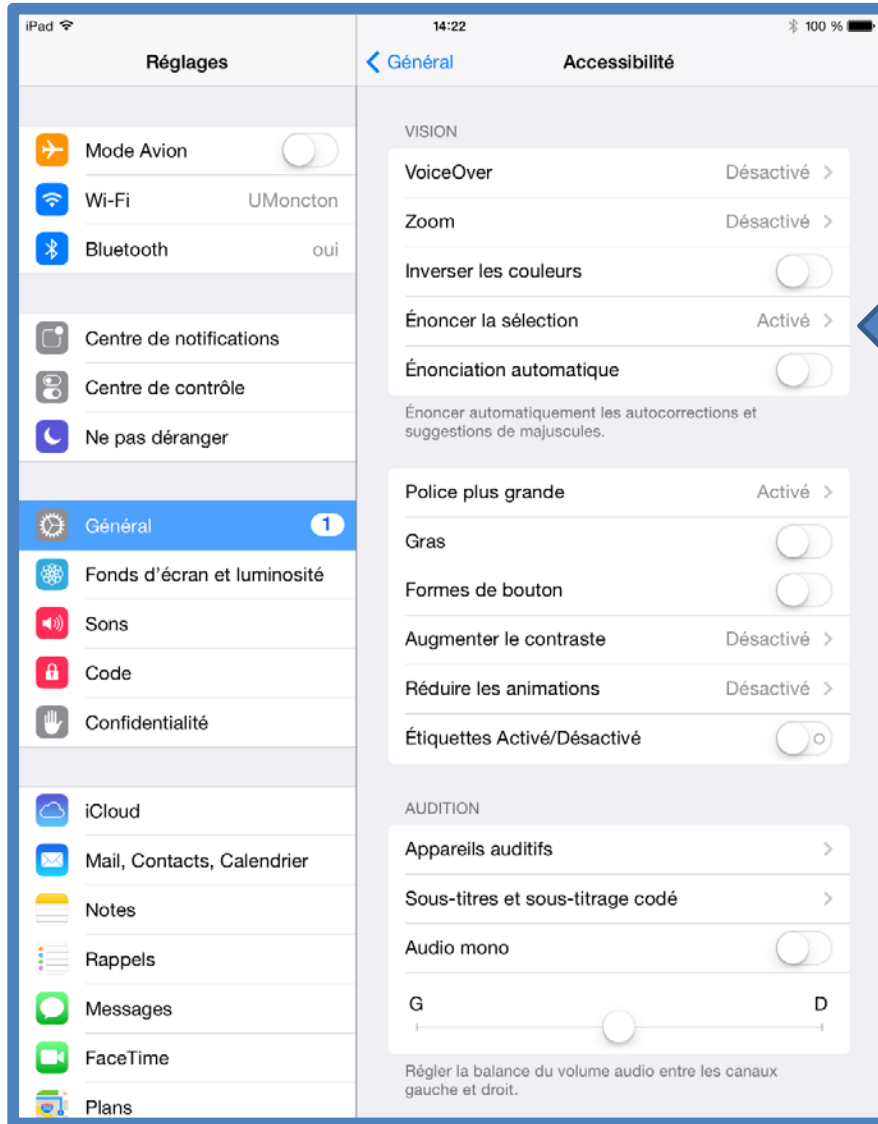 iPad 14:22 100 %
Réglages
Mode Avion
Wi-Fi UMoncton
Bluetooth oui
Centre de notifications
Centre de contrôle
Ne pas déranger
Général 1
Fonds d'écran et luminosité
Sons
Code
Confidentialité
iCloud
Mail, Contacts, Calendrier
Notes
Rappels
Messages
FaceTime
Plans
Général Accessibilité
VISION
VoiceOver Désactivé
Zoom Désactivé
Inverser les couleurs
Énoncer la sélection Activé
Énonciation automatique
Énoncer automatiquement les autocorrections et
suggestions de majuscules.
Police plus grande Activé
Gras
Formes de bouton
Augmenter le contraste Désactivé
Réduire les animations Désactivé
Étiquettes Activé/Désactivé
AUDITION
Appareils auditifs
Sous-titres et sous-titrage codé
Audio mono
G D
Régler la balance du volume audio entre les canaux
gauche et droit.